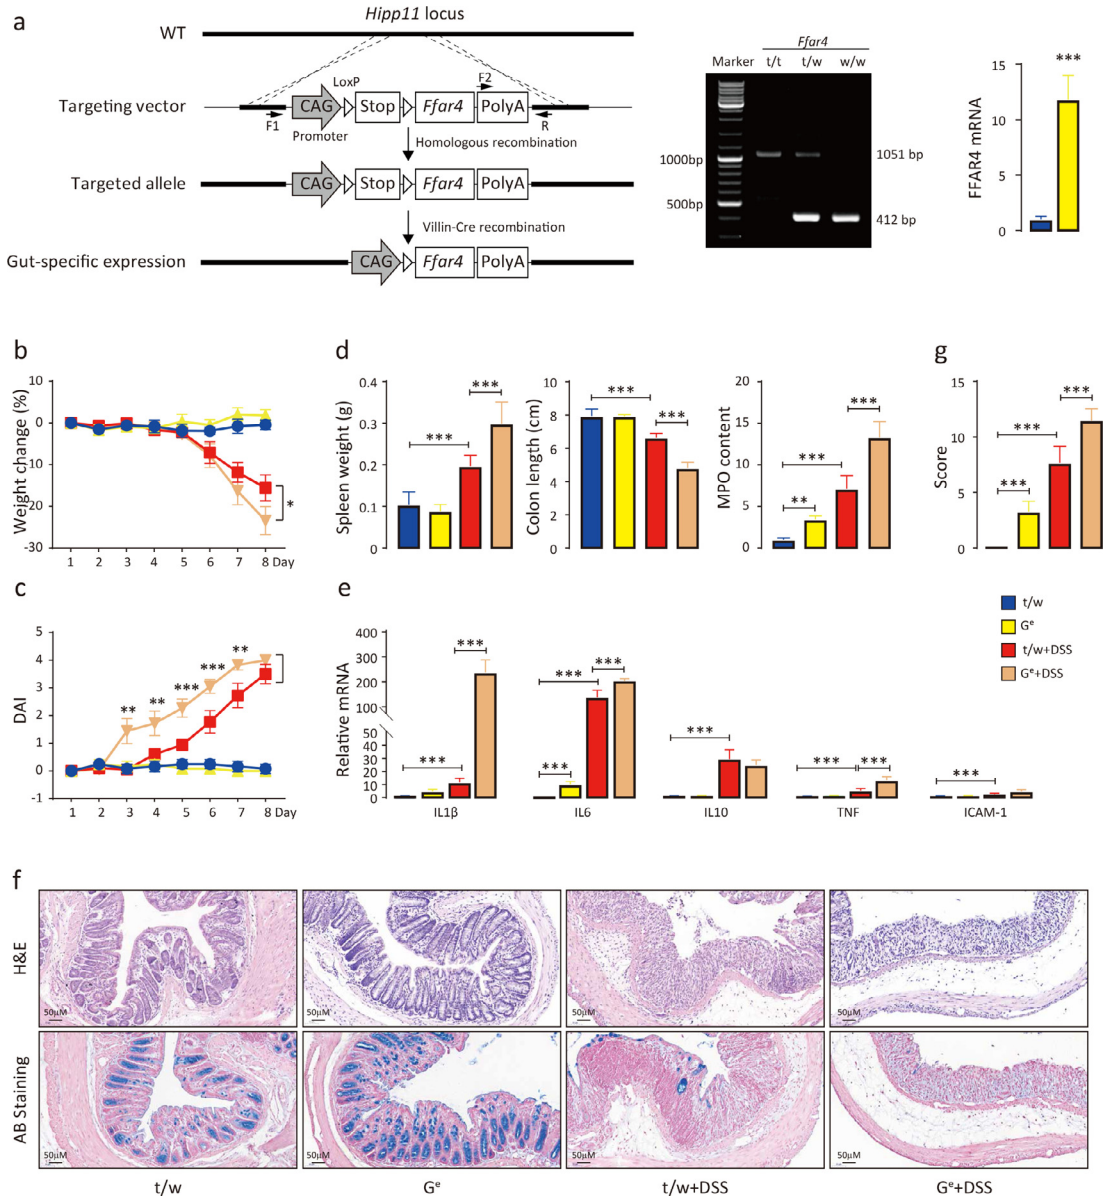 a
Hipp11 locus
WT
LoxP
F2
Targeting vector
CAG
Stop
Ffar4
PolyA
F1
R
Promoter
Homologous recombination
Targeted allele
CAG
Stop
Ffar4
PolyA
Villin-Cre recombination
Gut-specific expression
CAG
Ffar4
PolyA
Ffar4
Marker t/t t/w w/w
1000bp
500bp
1051 bp
412 bp
FFAR4 mRNA
15
10
5
0
***
b
Weight change (%)
10
0
-10
-20
-30
1 2 3 4 5 6 7 8 Day
*
c
DAI
5
4
3
2
1
0
-1
1 2 3 4 5 6 7 8 Day
** ** *** *** **
d
Spleen weight (g)
0.4
0.3
0.2
0.1
0
***
***
Colon length (cm)
10
8
6
4
2
0
***
***
MPO content
20
15
10
5
0
**
***
***
g
Score
15
10
5
0
***
***
***
e
Relative mRNA
400
300
200
100
50
40
30
20
10
0
***
***
***
***
***
***
***
***
***
IL1β
IL6
IL10
TNF
ICAM-1
t/w
Gᵉ
t/w+DSS
Gᵉ+DSS
f
H&E
50μM
50μM
50μM
50μM
AB Staining
50μM
50μM
50μM
50μM
t/w
Gᵉ
t/w+DSS
Gᵉ+DSS